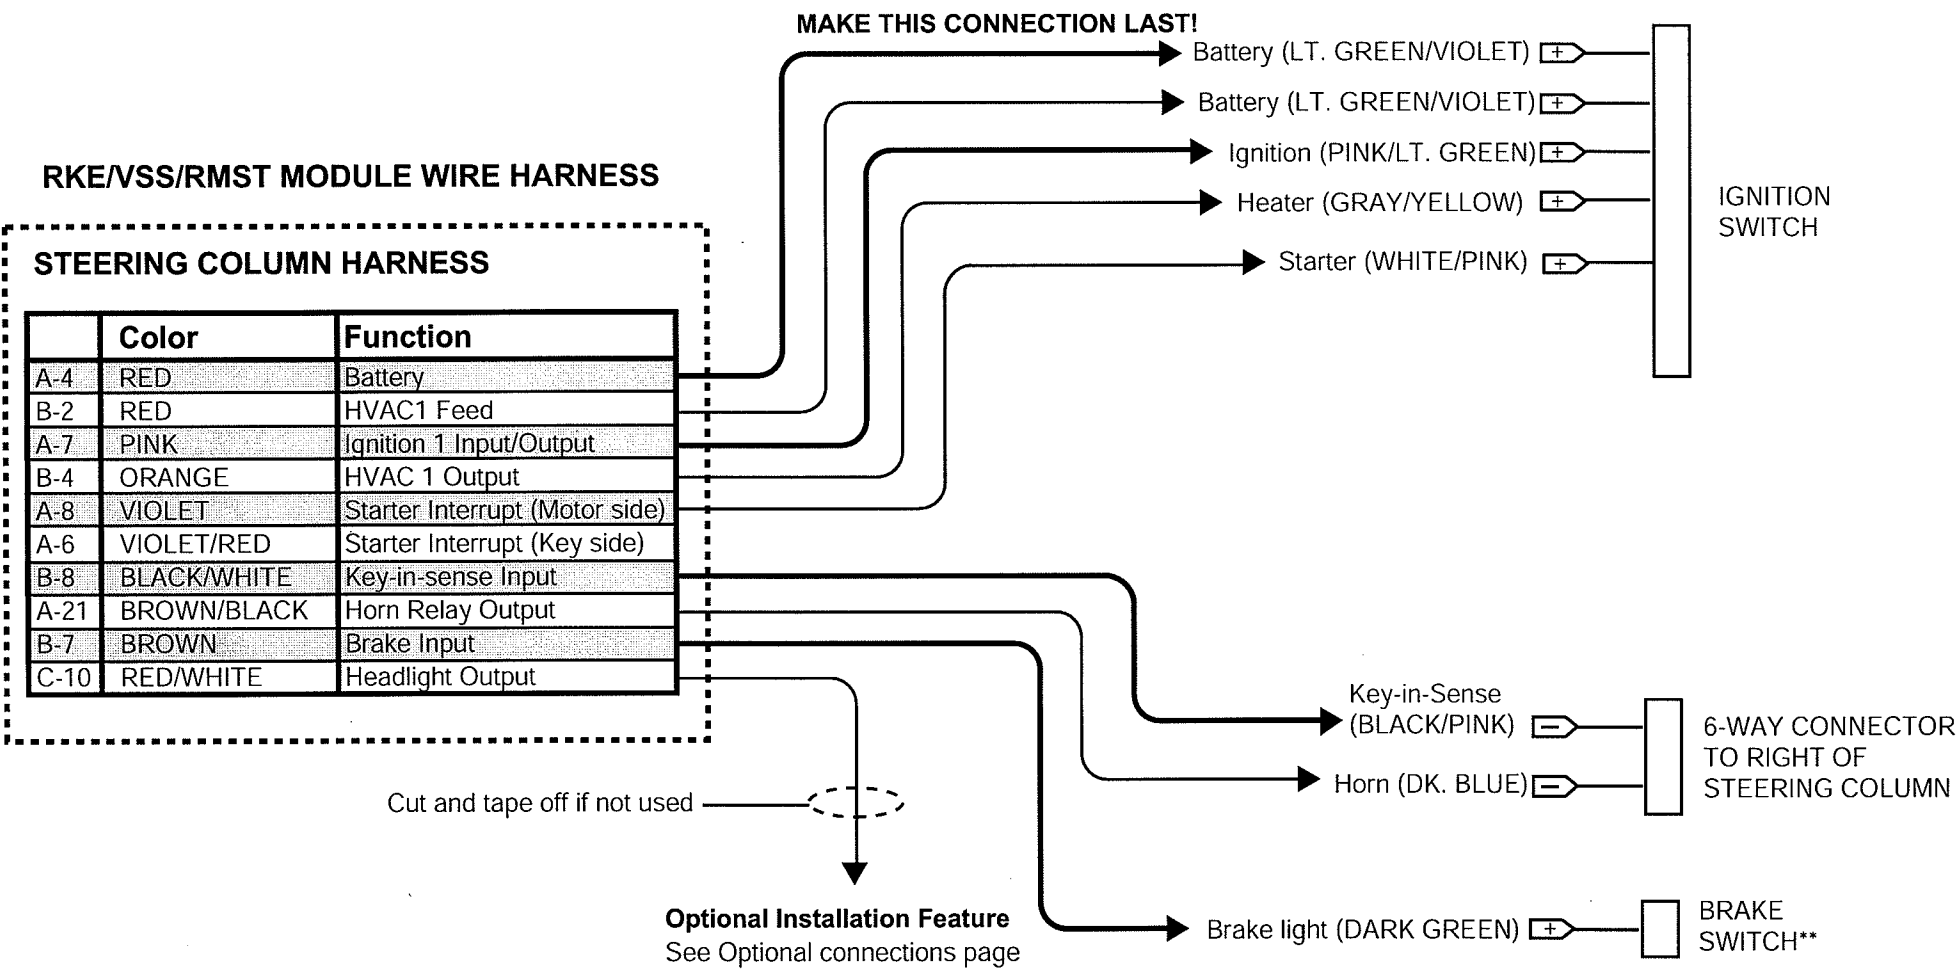 MAKE THIS CONNECTION LAST!
Battery (LT. GREEN/VIOLET) +
Battery (LT. GREEN/VIOLET) +
Ignition (PINK/LT. GREEN) +
Heater (GRAY/YELLOW) +
Starter (WHITE/PINK) +
IGNITION
SWITCH
RKE/VSS/RMST MODULE WIRE HARNESS
STEERING COLUMN HARNESS
Color Function
A-4 RED Battery
B-2 RED HVAC1 Feed
A-7 PINK Ignition 1 Input/Output
B-4 ORANGE HVAC 1 Output
A-8 VIOLET Starter Interrupt (Motor side)
A-6 VIOLET/RED Starter Interrupt (Key side)
B-8 BLACK/WHITE Key-in-sense Input
A-21 BROWN/BLACK Horn Relay Output
B-7 BROWN Brake Input
C-10 RED/WHITE Headlight Output
Key-in-Sense
(BLACK/PINK) −
Horn (DK. BLUE) −
6-WAY CONNECTOR
TO RIGHT OF
STEERING COLUMN
Cut and tape off if not used
Optional Installation Feature
See Optional connections page
Brake light (DARK GREEN) +
BRAKE
SWITCH**